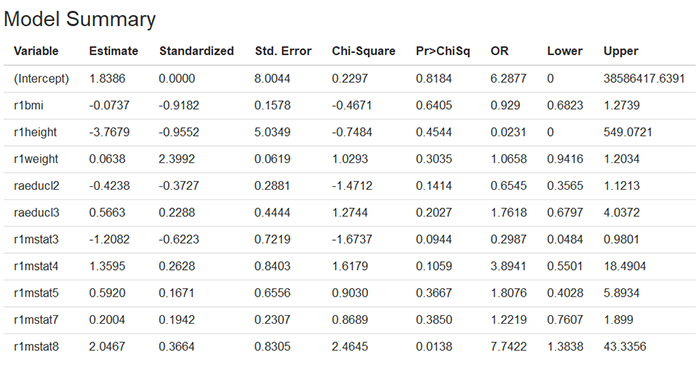 Model Summary
Variable Estimate Standardized Std. Error Chi-Square Pr>ChiSq OR Lower Upper
(Intercept) 1.8386 0.0000 8.0044 0.2297 0.8184 6.2877 0 38586417.6391
r1bmi -0.0737 -0.9182 0.1578 -0.4671 0.6405 0.929 0.6823 1.2739
r1height -3.7679 -0.9552 5.0349 -0.7484 0.4544 0.0231 0 549.0721
r1weight 0.0638 2.3992 0.0619 1.0293 0.3035 1.0658 0.9416 1.2034
raeducl2 -0.4238 -0.3727 0.2881 -1.4712 0.1414 0.6545 0.3565 1.1213
raeducl3 0.5663 0.2288 0.4444 1.2744 0.2027 1.7618 0.6797 4.0372
r1mstat3 -1.2082 -0.6223 0.7219 -1.6737 0.0944 0.2987 0.0484 0.9801
r1mstat4 1.3595 0.2628 0.8403 1.6179 0.1059 3.8941 0.5501 18.4904
r1mstat5 0.5920 0.1671 0.6556 0.9030 0.3667 1.8076 0.4028 5.8934
r1mstat7 0.2004 0.1942 0.2307 0.8689 0.3850 1.2219 0.7607 1.899
r1mstat8 2.0467 0.3664 0.8305 2.4645 0.0138 7.7422 1.3838 43.3356